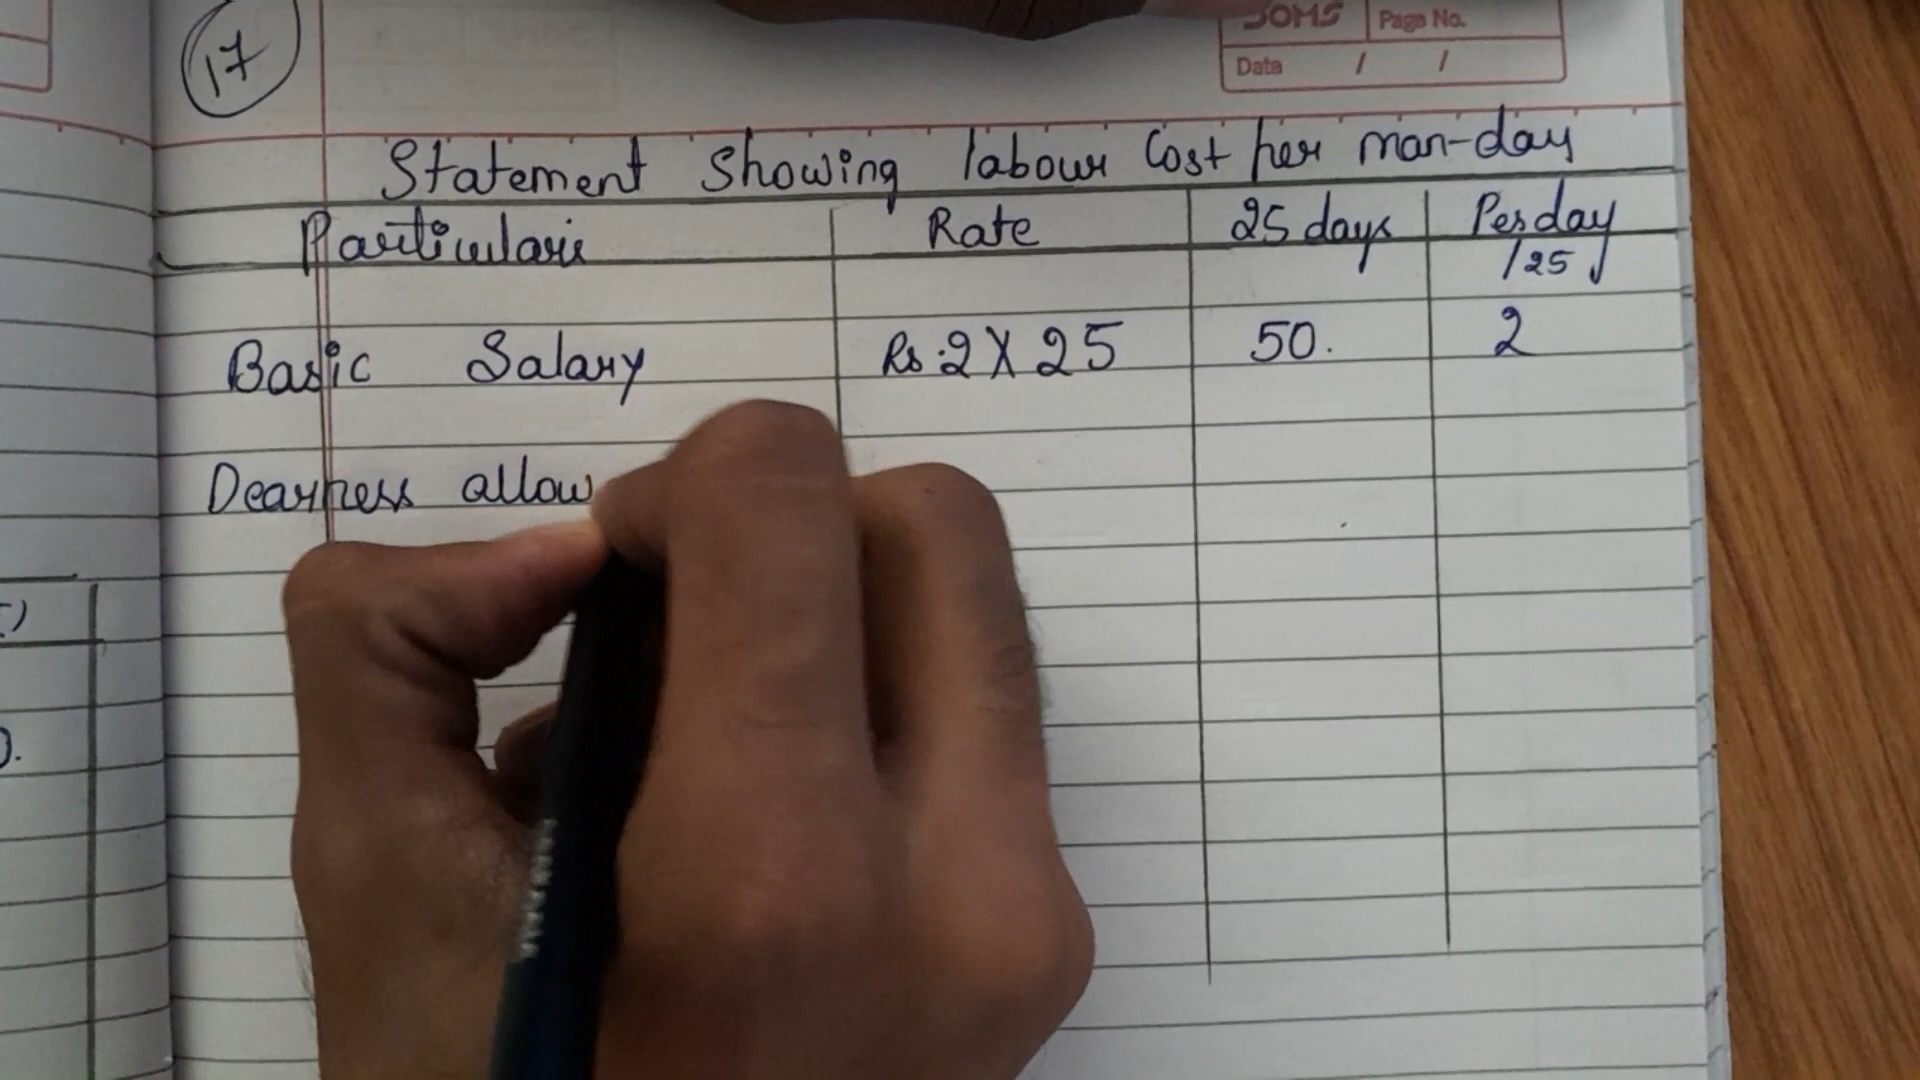 17
DOMS Page No.
Date / /
Statement Showing labour Cost per man-day
Particulars Rate 25 days Per day
/25
Basic Salary Rs.2 X 25 50. 2
Dearness allow